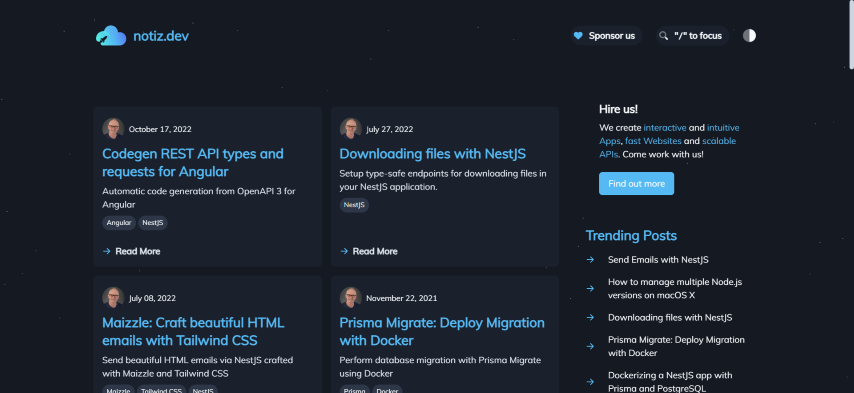 notiz.dev
Sponsor us
"/" to focus
October 17, 2022
Codegen REST API types and
requests for Angular
Automatic code generation from OpenAPI 3 for
Angular
Angular
NestJS
Read More
July 27, 2022
Downloading files with NestJS
Setup type-safe endpoints for downloading files in
your NestJS application.
NestJS
Read More
July 08, 2022
Maizzle: Craft beautiful HTML
emails with Tailwind CSS
Send beautiful HTML emails via NestJS crafted
with Maizzle and Tailwind CSS
Maizzle
Tailwind CSS
NestJS
November 22, 2021
Prisma Migrate: Deploy Migration
with Docker
Perform database migration with Prisma Migrate
using Docker
Prisma
Docker
Hire us!
We create interactive and intuitive
Apps, fast Websites and scalable
APIs. Come work with us!
Find out more
Trending Posts
Send Emails with NestJS
How to manage multiple Node.js
versions on macOS X
Downloading files with NestJS
Prisma Migrate: Deploy Migration
with Docker
Dockerizing a NestJS app with
Prisma and PostgreSQL